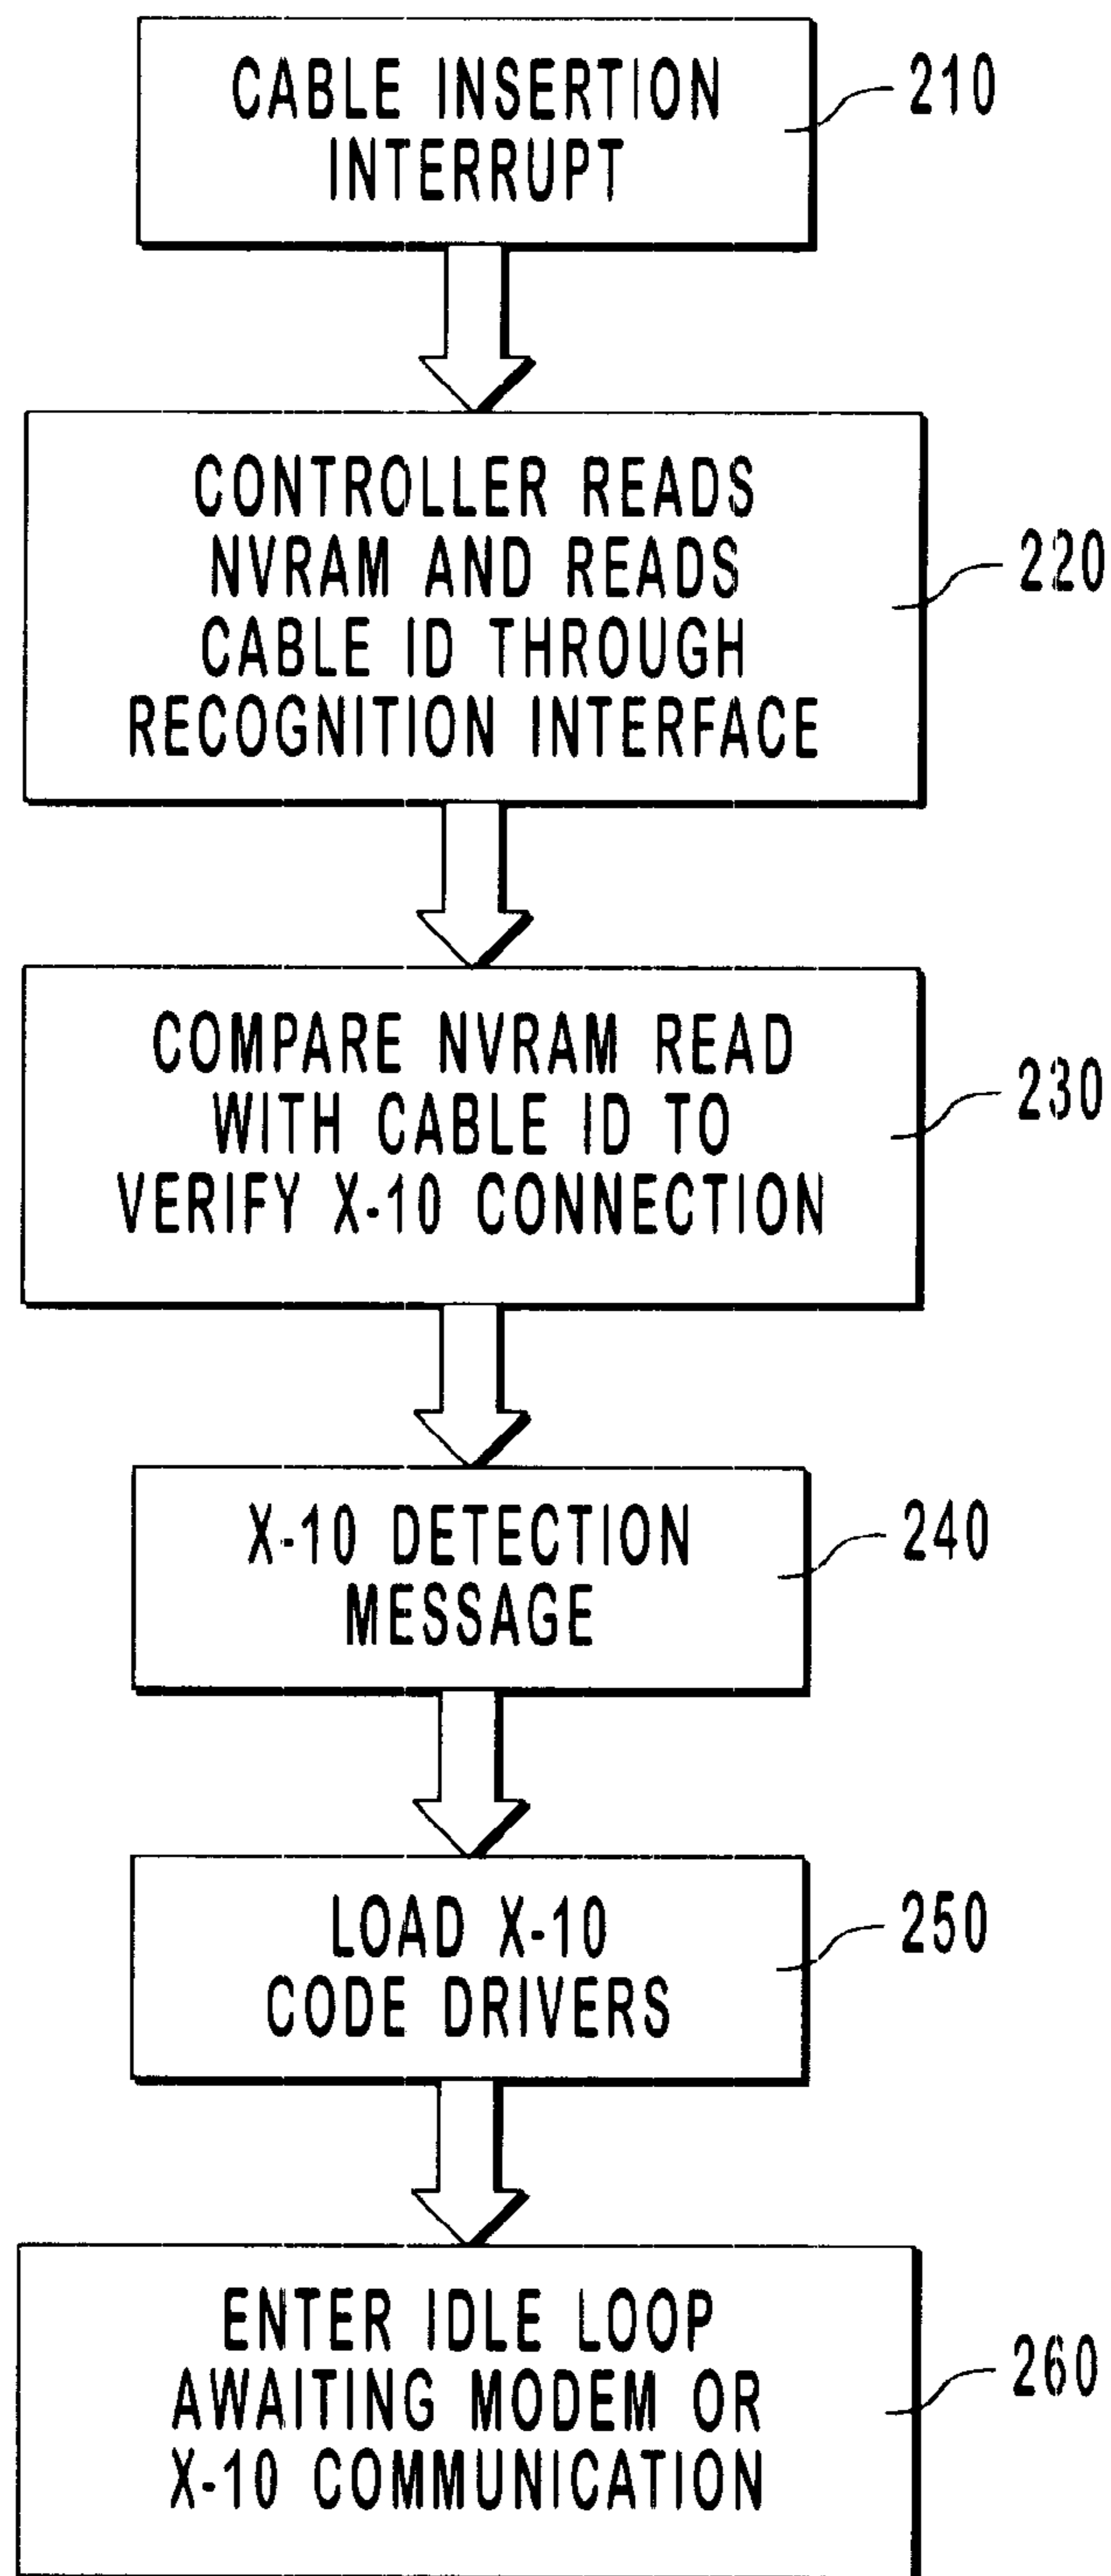 CABLE INSERTION
INTERRUPT
210
CONTROLLER READS
NVRAM AND READS
CABLE ID THROUGH
RECOGNITION INTERFACE
220
COMPARE NVRAM READ
WITH CABLE ID TO
VERIFY X-10 CONNECTION
230
X-10 DETECTION
MESSAGE
240
LOAD X-10
CODE DRIVERS
250
ENTER IDLE LOOP
AWAITING MODEM OR
X-10 COMMUNICATION
260